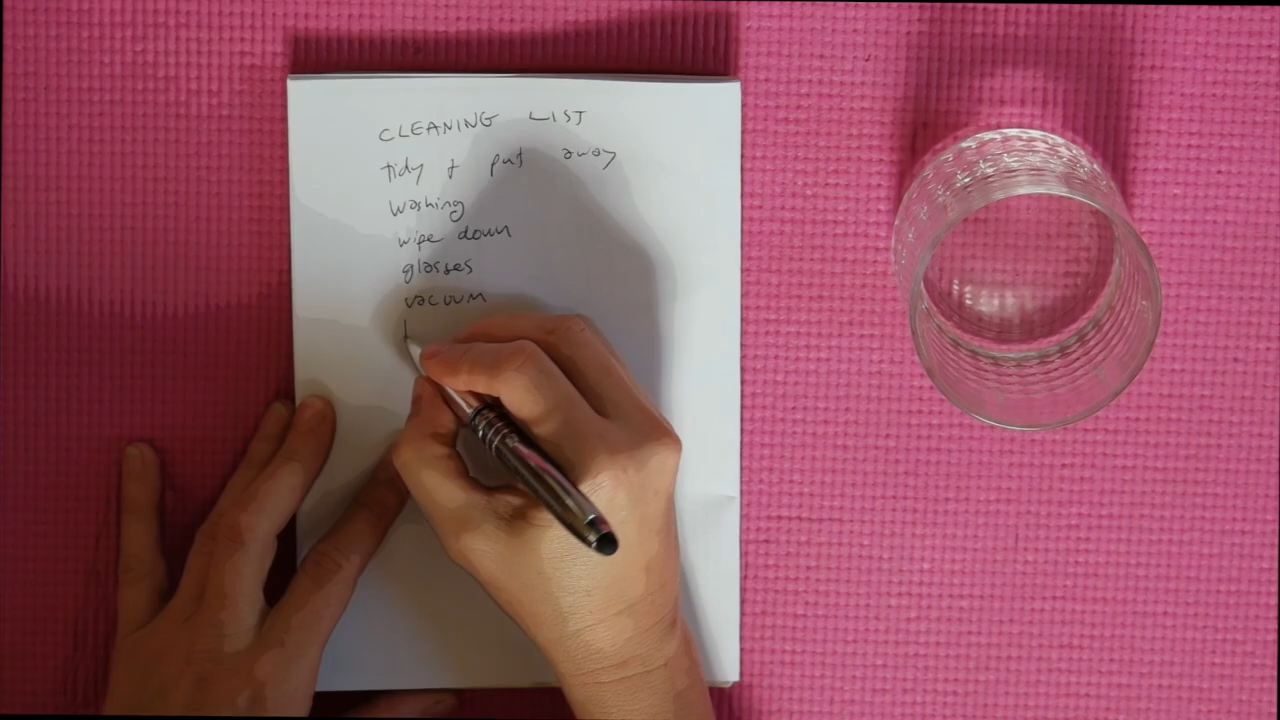 CLEANING LIST
tidy + put away
washing
wipe down
glasses
vacuum